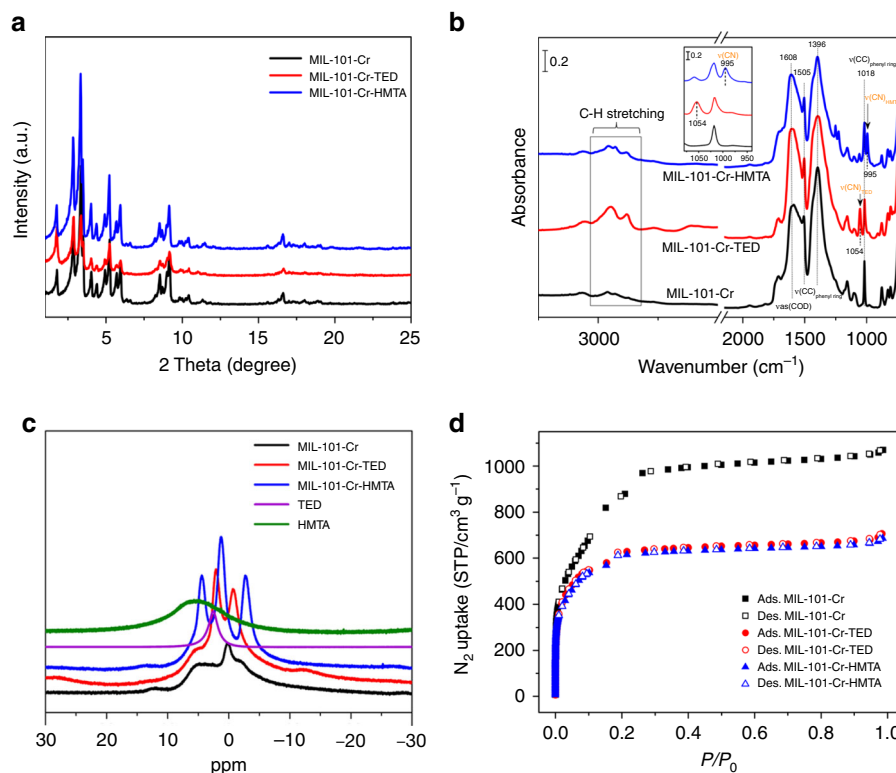 a
MIL-101-Cr
MIL-101-Cr-TED
MIL-101-Cr-HMTA
Intensity (a.u.)
5
10
15
20
25
2 Theta (degree)
b
0.2
0.2
ν(CN)
995
1054
1050 1000 940
C-H stretching
1608
1505
1396
ν(CC)phenyl ring
1018
995
ν(CN)TED
1054
MIL-101-Cr-HMTA
MIL-101-Cr-TED
MIL-101-Cr
ν(CC)phenyl ring
vas(COD)
Absorbance
3000
2000
1500
1000
Wavenumber (cm−1)
c
MIL-101-Cr
MIL-101-Cr-TED
MIL-101-Cr-HMTA
TED
HMTA
30
20
10
0
−10
−20
−30
ppm
d
N2 uptake (STP/cm3 g−1)
1000
800
600
400
200
0
Ads. MIL-101-Cr
Des. MIL-101-Cr
Ads. MIL-101-Cr-TED
Des. MIL-101-Cr-TED
Ads. MIL-101-Cr-HMTA
Des. MIL-101-Cr-HMTA
0.0
0.2
0.4
0.6
0.8
1.0
P/P0